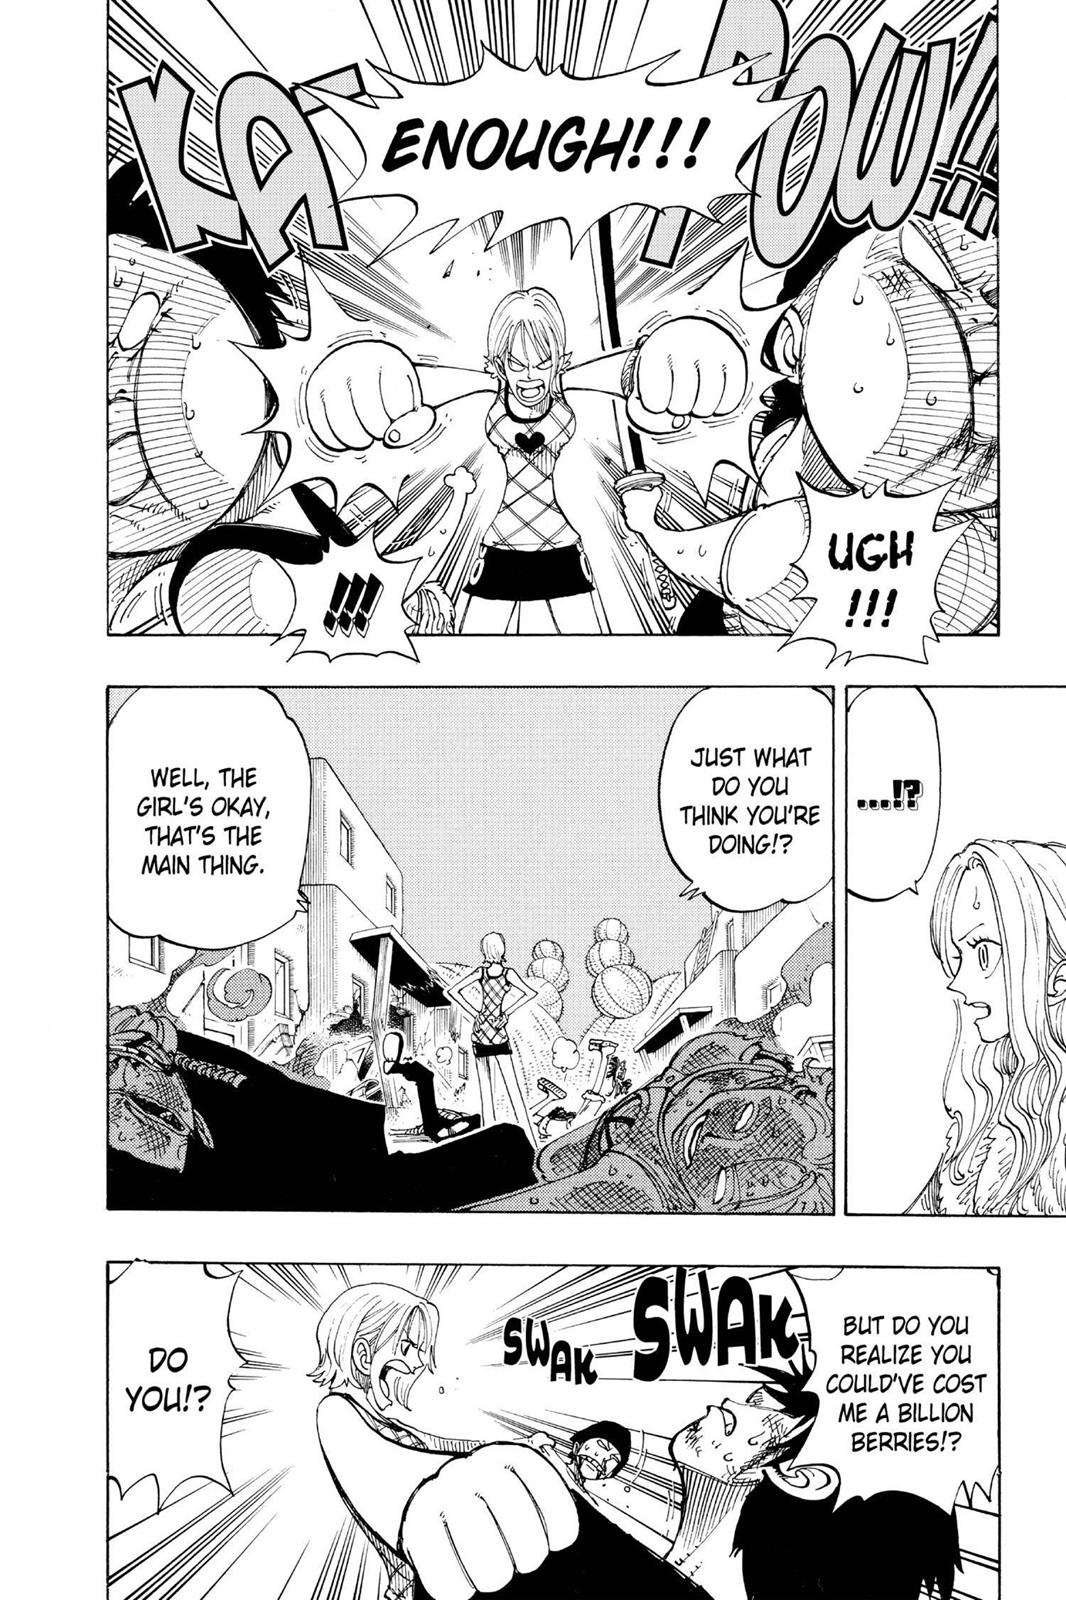 KA-
POW!!!
ENOUGH!!!
UGH
!!!
!!!
...!?
JUST WHAT
DO YOU
THINK YOU'RE
DOING!?
WELL, THE
GIRL'S OKAY,
THAT'S THE
MAIN THING.
BUT DO YOU
REALIZE YOU
COULD'VE COST
ME A BILLION
BERRIES!?
SWAK
SWAK
DO
YOU!?